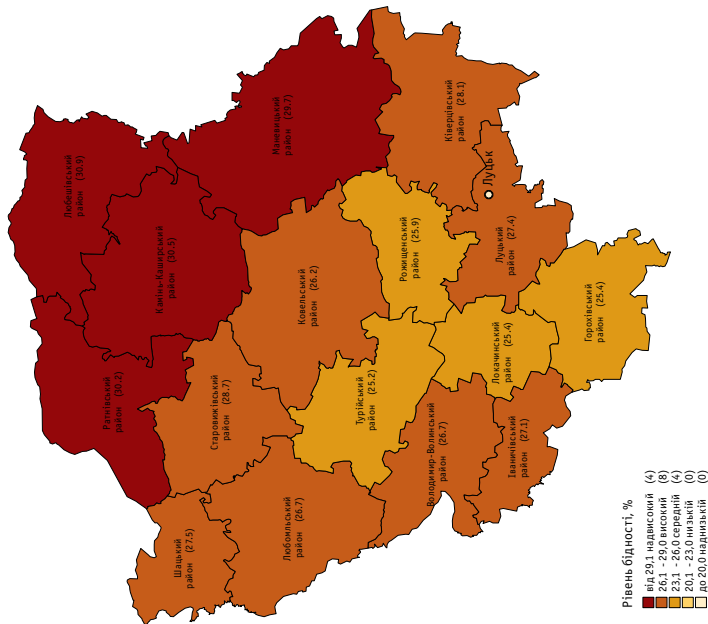 Любешівський
район (30.9)
Маневицький
район (29.7)
Камінь-Каширський
район (30.5)
Ратнівський
район (30.2)
Ківерцівський
район (28.1)
Луцьк
Рожищенський
район (25.9)
Луцький
район (27.4)
Ковельський
район (26.2)
Старовижівський
район (28.7)
Турійський
район (25.2)
Локачинський
район (25.4)
Горохівський
район (25.4)
Володимир-Волинський
район (26.7)
Іваничівський
район (27.1)
Любомльський
район (26.7)
Шацький
район (27.5)
Рівень бідності, %
від 29,1 надвисокий (4)
26,1 - 29,0 високий (8)
23,1 - 26,0 середній (4)
20,1 - 23,0 низькій (0)
до 20,0 наднизькій (0)